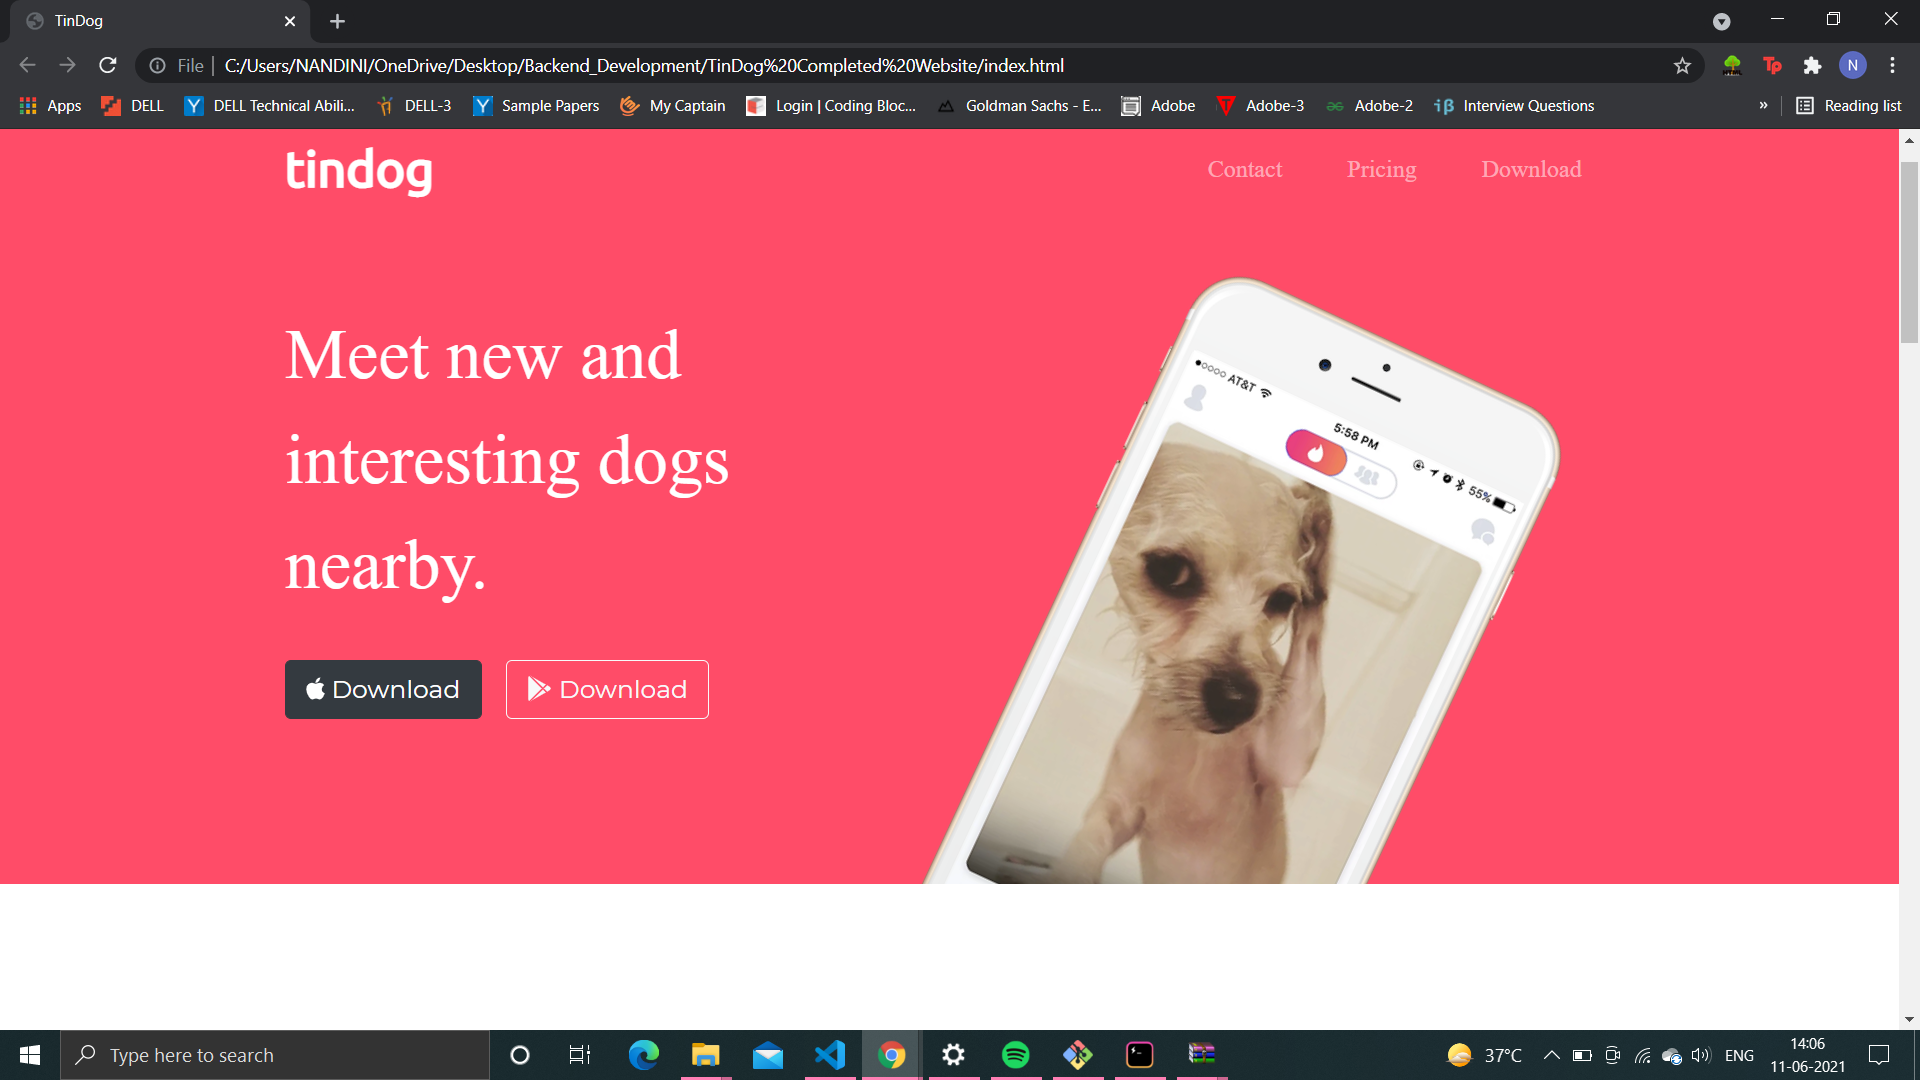 TinDog
File
C:/Users/NANDINI/OneDrive/Desktop/Backend_Development/TinDog%20Completed%20Website/index.html
Tp
N
Apps DELL DELL Technical Abili... DELL-3 Sample Papers My Captain Login | Coding Bloc... Goldman Sachs - E... Adobe Adobe-3 Adobe-2 Interview Questions » Reading list
tindog
Contact Pricing Download
Meet new and
interesting dogs
nearby.
Download Download
AT&T
5:58 PM
55%
Type here to search
37°C
ENG
14:06
11-06-2021